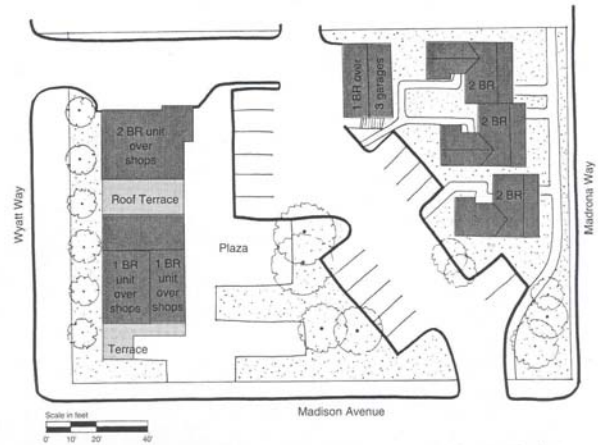 1 BR over
3 garages
2 BR
2 BR
2 BR
2 BR unit
over
shops
Roof Terrace
Wyatt Way
Madrona Way
Plaza
1 BR
unit
over
shops
1 BR
unit
over
shops
Terrace
Madison Avenue
Scale in feet
0'
10'
20'
40'